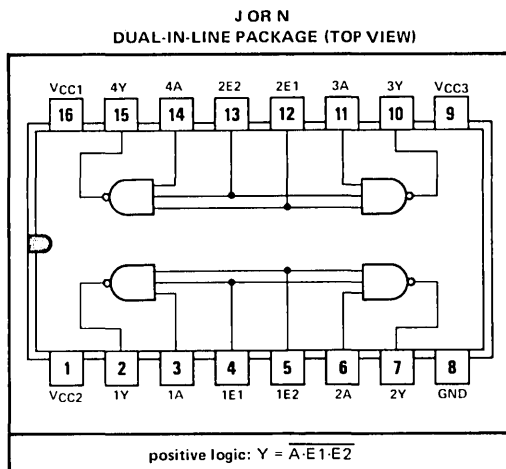 J OR N
DUAL-IN-LINE PACKAGE (TOP VIEW)
VCC1 4Y 4A 2E2 2E1 3A 3Y VCC3
16 15 14 13 12 11 10 9
1 2 3 4 5 6 7 8
VCC2 1Y 1A 1E1 1E2 2A 2Y GND
positive logic: Y = A·E1·E2